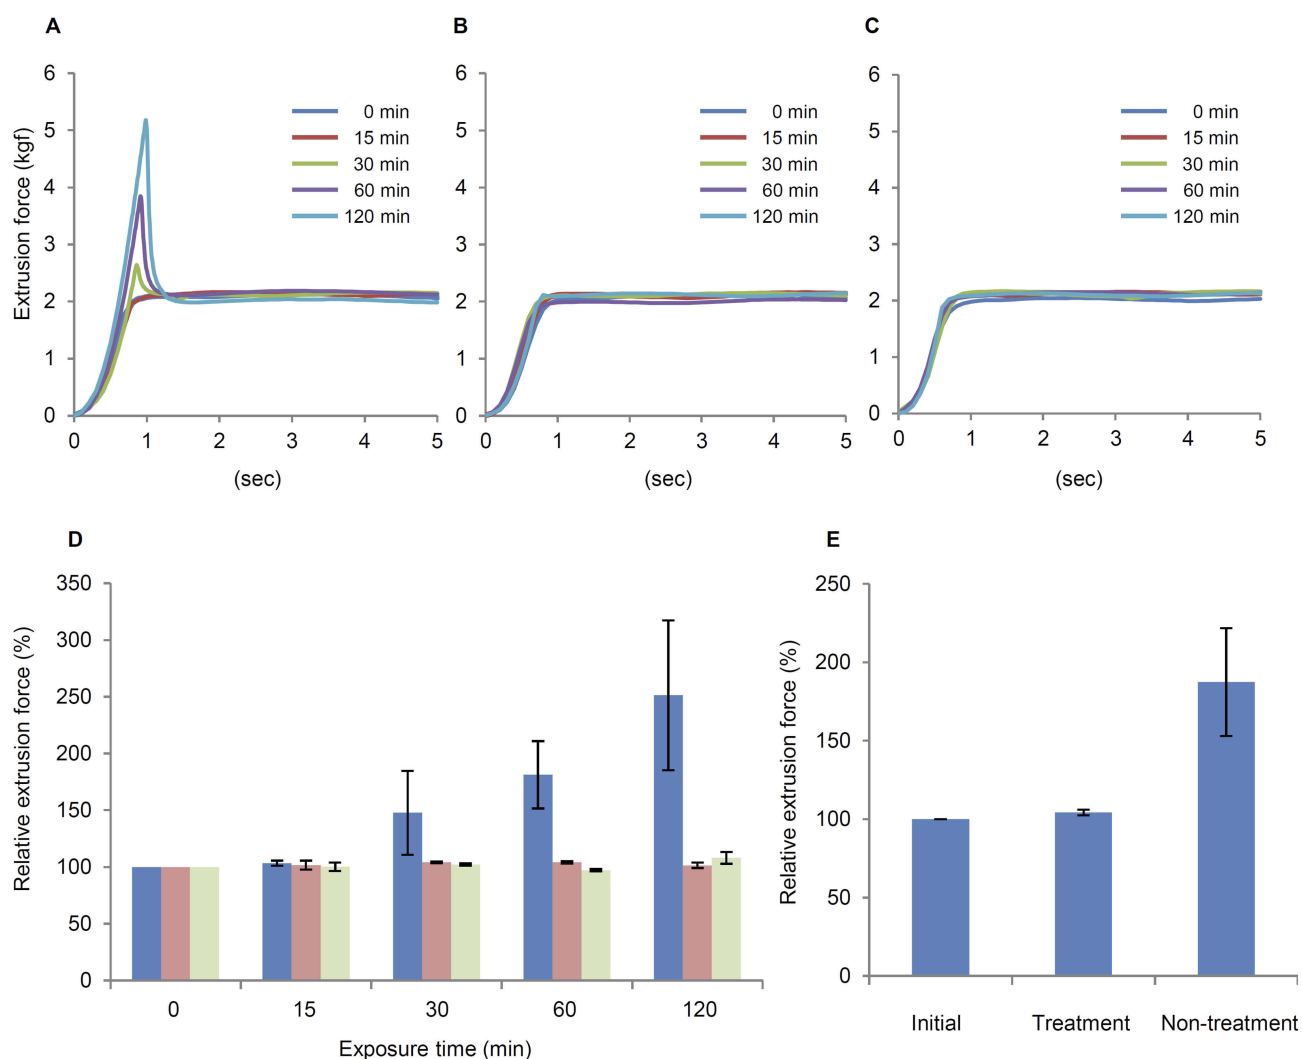 A
Extrusion force (kgf)
6
5
4
3
2
1
0
0 1 2 3 4 5
(sec)
0 min
15 min
30 min
60 min
120 min
B
6
5
4
3
2
1
0
0 1 2 3 4 5
(sec)
0 min
15 min
30 min
60 min
120 min
C
6
5
4
3
2
1
0
0 1 2 3 4 5
(sec)
0 min
15 min
30 min
60 min
120 min
D
Relative extrusion force (%)
350
300
250
200
150
100
50
0
0 15 30 60 120
Exposure time (min)
E
Relative extrusion force (%)
250
200
150
100
50
0
Initial Treatment Non-treatment